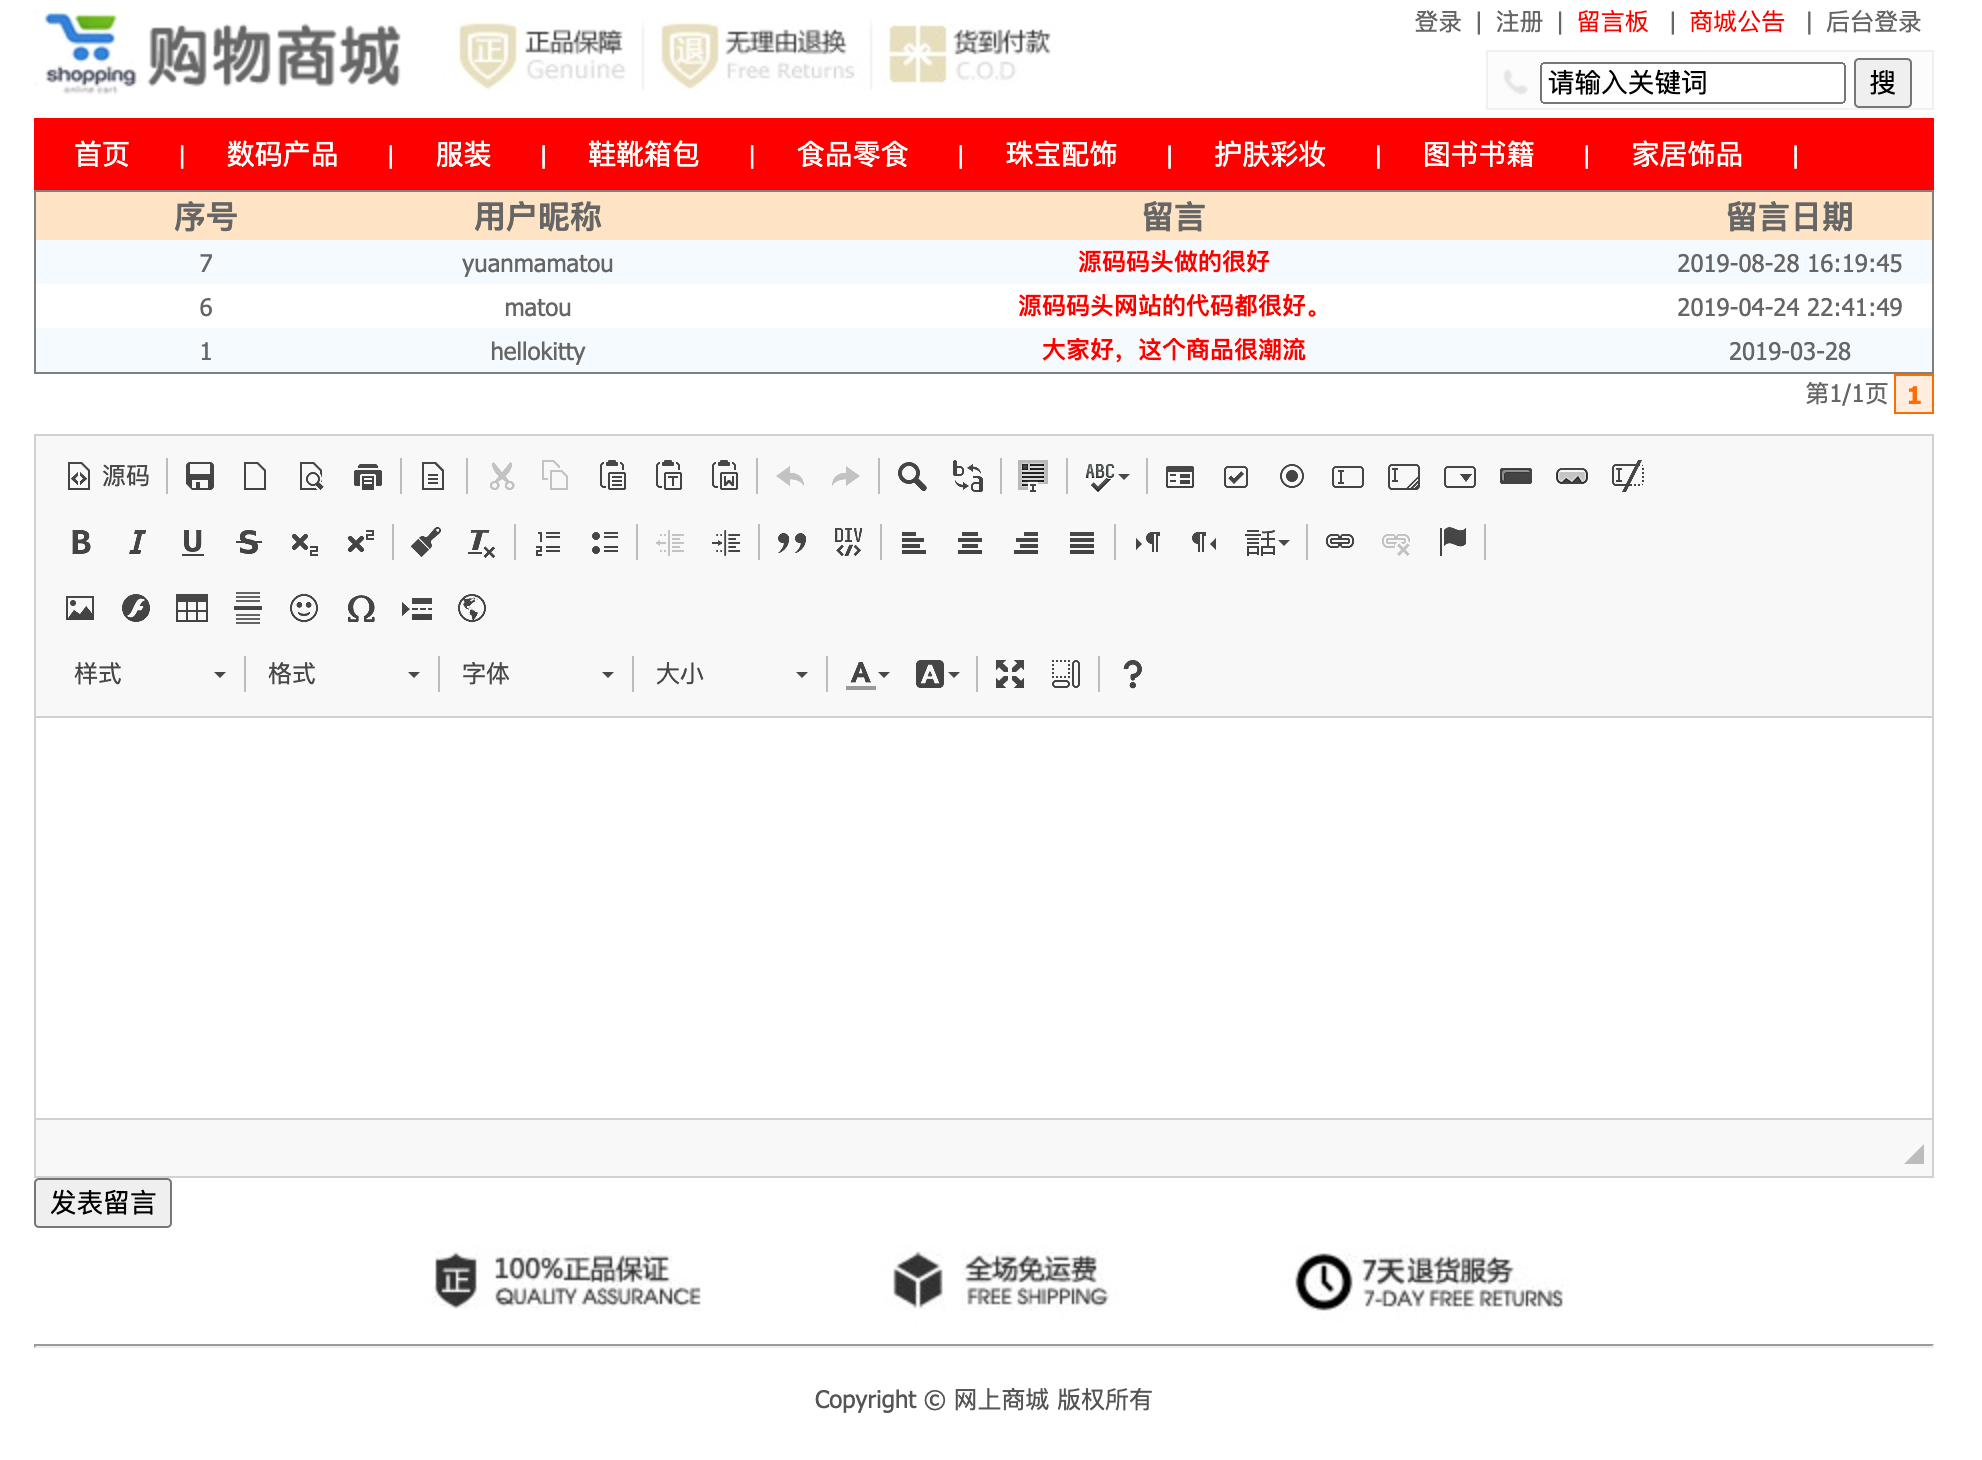 shopping
online cart
购物商城
正 正品保障
Genuine
退 无理由退换
Free Returns
货到付款
C.O.D
登录 | 注册 | 留言板 | 商城公告 | 后台登录
请输入关键词 搜
首页 | 数码产品 | 服装 | 鞋靴箱包 | 食品零食 | 珠宝配饰 | 护肤彩妆 | 图书书籍 | 家居饰品 |
序号 用户昵称 留言 留言日期
7 yuanmamatou 源码码头做的很好 2019-08-28 16:19:45
6 matou 源码码头网站的代码都很好。 2019-04-24 22:41:49
1 hellokitty 大家好，这个商品很潮流 2019-03-28
第1/1页 1
源码
样式 格式 字体 大小
发表留言
正 100%正品保证
QUALITY ASSURANCE
全场免运费
FREE SHIPPING
7天退货服务
7-DAY FREE RETURNS
Copyright © 网上商城 版权所有